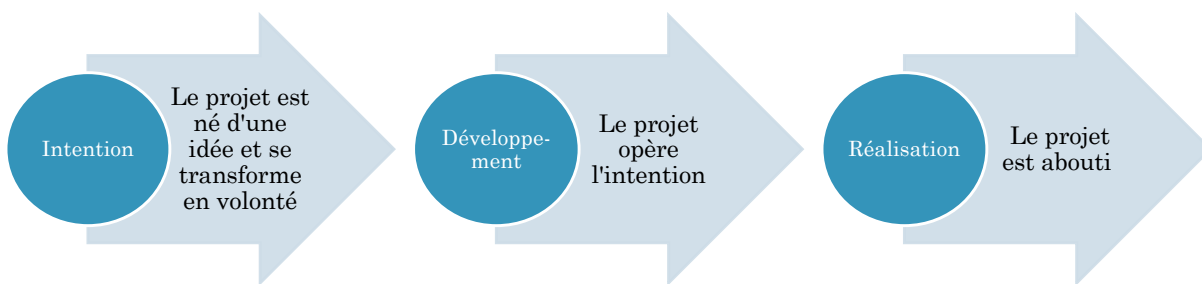 Intention
Le projet est
né d'une
idée et se
transforme
en volonté
Développe-
ment
Le projet
opère
l'intention
Réalisation
Le projet
est abouti